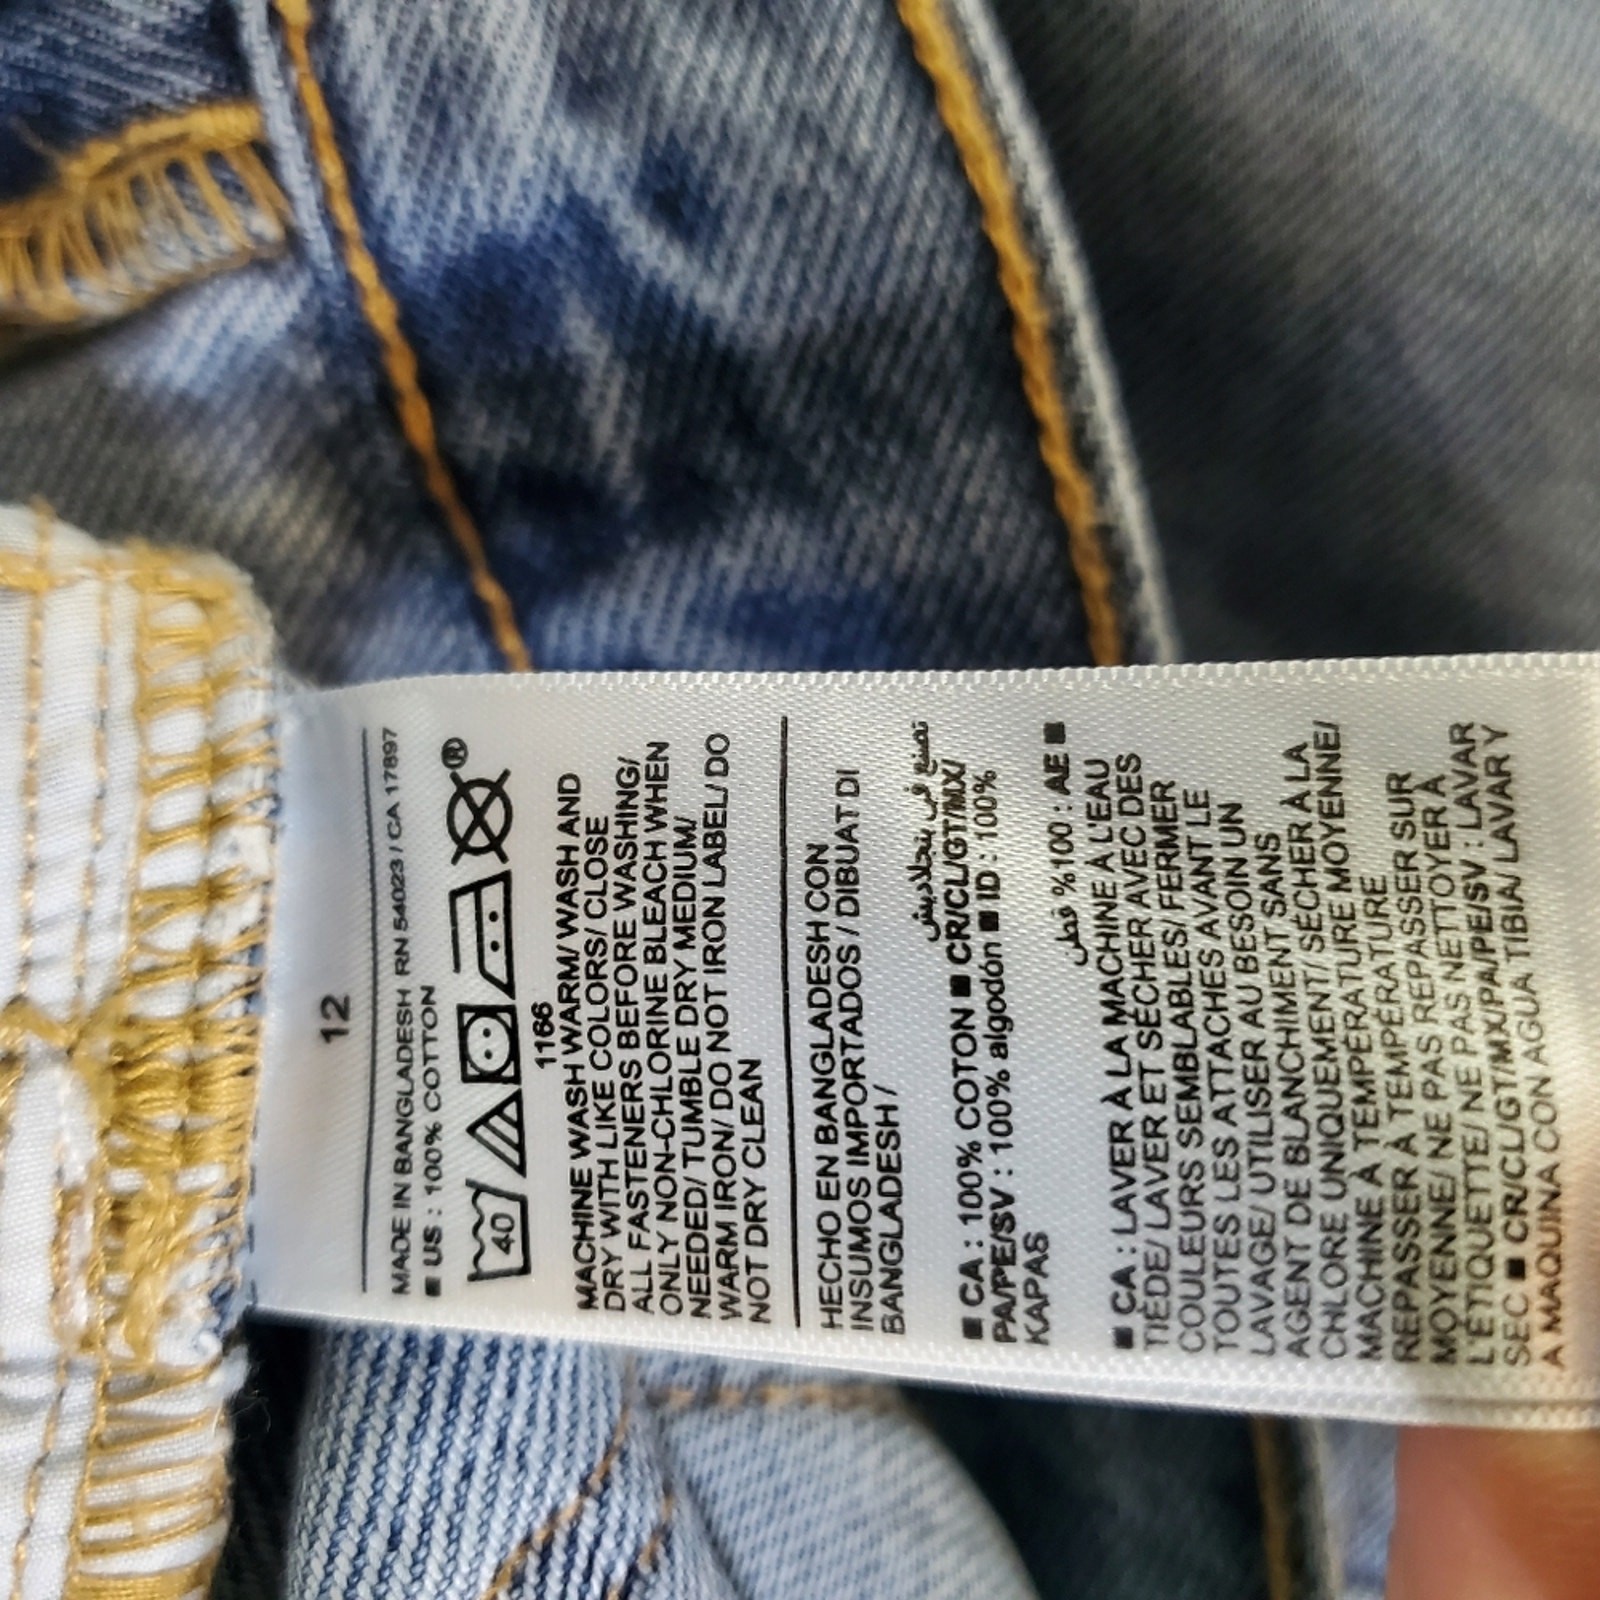 12
MADE IN BANGLADESH RN 54023 / CA 17897
■ US : 100% COTTON
40 ®
1166
MACHINE WASH WARM/ WASH AND
DRY WITH LIKE COLORS/ CLOSE
ALL FASTENERS BEFORE WASHING/
ONLY NON-CHLORINE BLEACH WHEN
NEEDED/ TUMBLE DRY MEDIUM/
WARM IRON/ DO NOT IRON LABEL/ DO
NOT DRY CLEAN
HECHO EN BANGLADESH CON
INSUMOS IMPORTADOS / DIBUAT DI
BANGLADESH /
تصنع في بنجلاديش
■ CA : 100% COTON ■ CR/CL/GT/MX/
PA/PE/SV : 100% algodón ■ ID : 100%
KAPAS
■ AE : 100% قطن
■ CA : LAVER À LA MACHINE À L'EAU
TIÈDE/ LAVER ET SÉCHER AVEC DES
COULEURS SEMBLABLES/ FERMER
TOUTES LES ATTACHES AVANT LE
LAVAGE/ UTILISER AU BESOIN UN
AGENT DE BLANCHIMENT SANS
CHLORE UNIQUEMENT/ SÉCHER À LA
MACHINE À TEMPÉRATURE MOYENNE/
REPASSER À TEMPÉRATURE
MOYENNE/ NE PAS REPASSER SUR
L'ÉTIQUETTE/ NE PAS NETTOYER À
SEC ■ CR/CL/GT/MX/PA/PE/SV : LAVAR
A MAQUINA CON AGUA TIBIA/ LAVAR Y